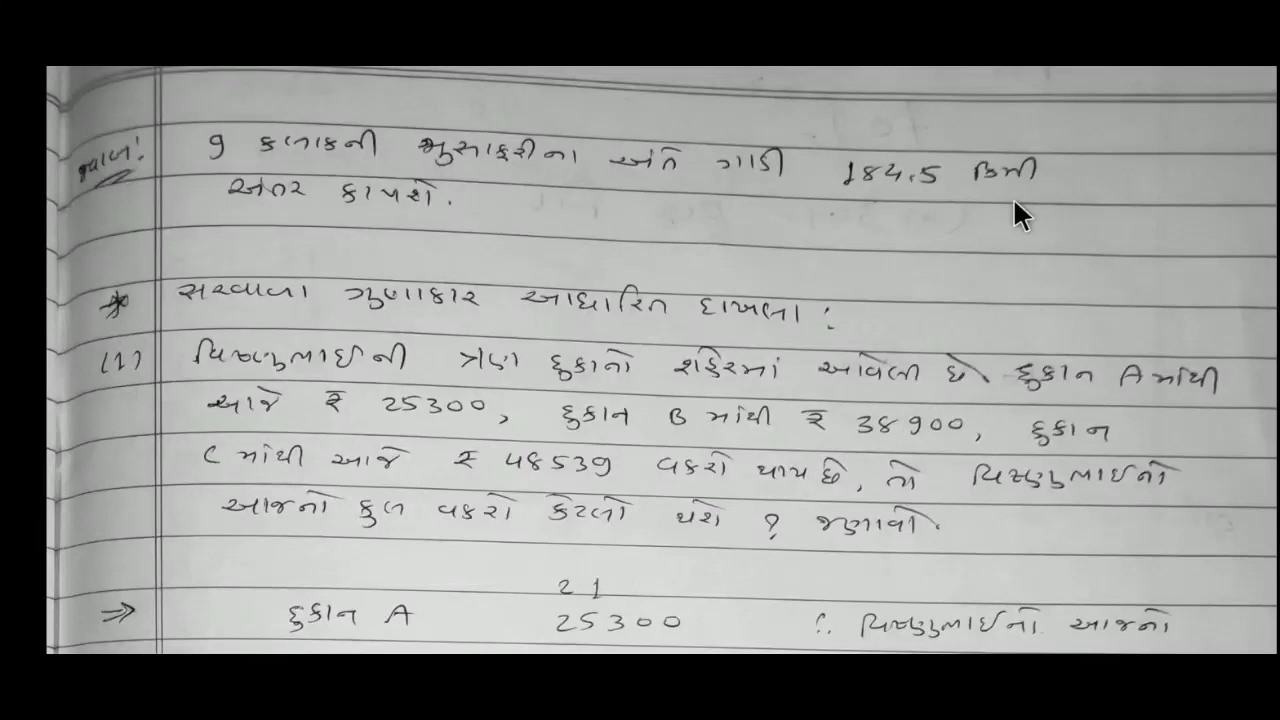 જવાબ: 9 કલાકની મુસાફરીના અંતે ગાડી 184.5 કિમી
અંતર કાપશે.
* સરવાળા ગુણાકાર આધારિત દાખલા :
(1) વિષ્ણુભાઈની ત્રણ દુકાનો શહેરમાં આવેલી છે. દુકાન A માંથી
આજે ₹ 25300, દુકાન B માંથી ₹ 38900, દુકાન
C માંથી આજે ₹ 48539 વકરો થાય છે, તો વિષ્ણુભાઈનો
આજનો કુલ વકરો કેટલો થશે ? જણાવો.
2 1
⇒ દુકાન A 25300 ∴ વિષ્ણુભાઈનો આજનો